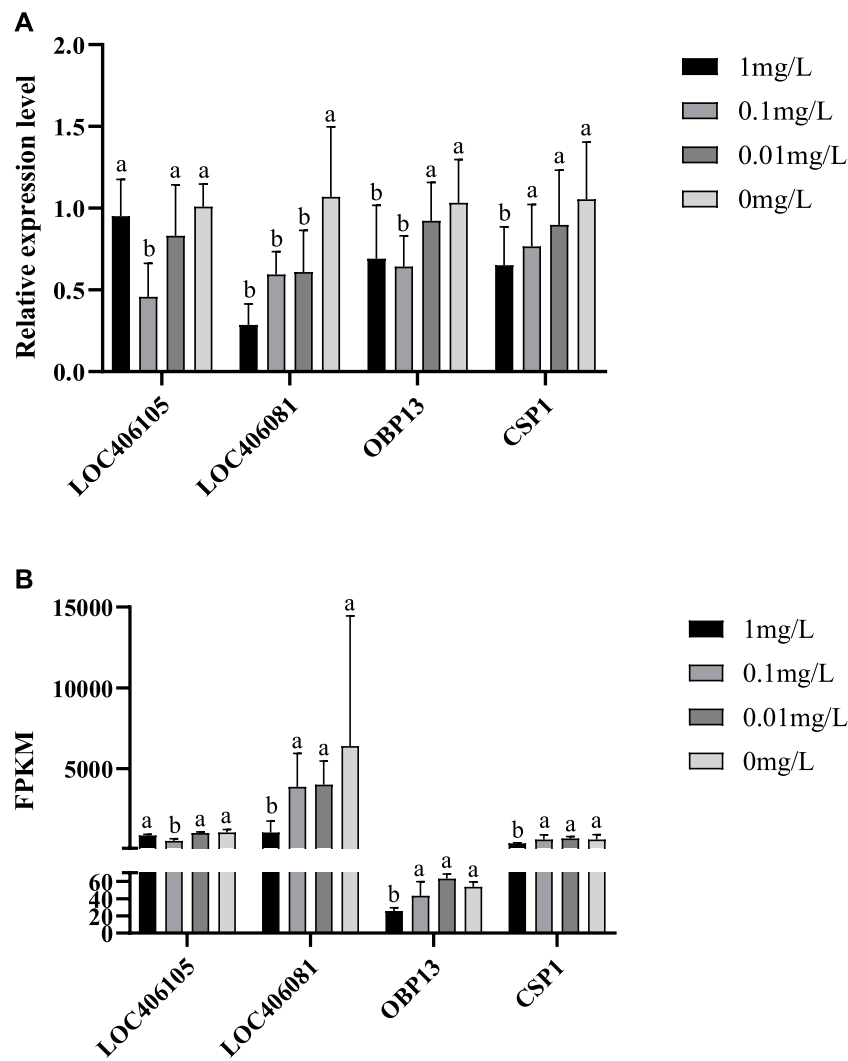 A
Relative expression level
2.0
1.5
1.0
0.5
0.0
a
b
a
a
b
b
b
a
b
b
a
a
b
a
a
a
LOC406105
LOC406081
OBP13
CSP1
1mg/L
0.1mg/L
0.01mg/L
0mg/L
B
FPKM
15000
10000
5000
60
40
20
0
a
b
a
a
b
a
a
a
b
a
a
a
b
a
a
a
LOC406105
LOC406081
OBP13
CSP1
1mg/L
0.1mg/L
0.01mg/L
0mg/L